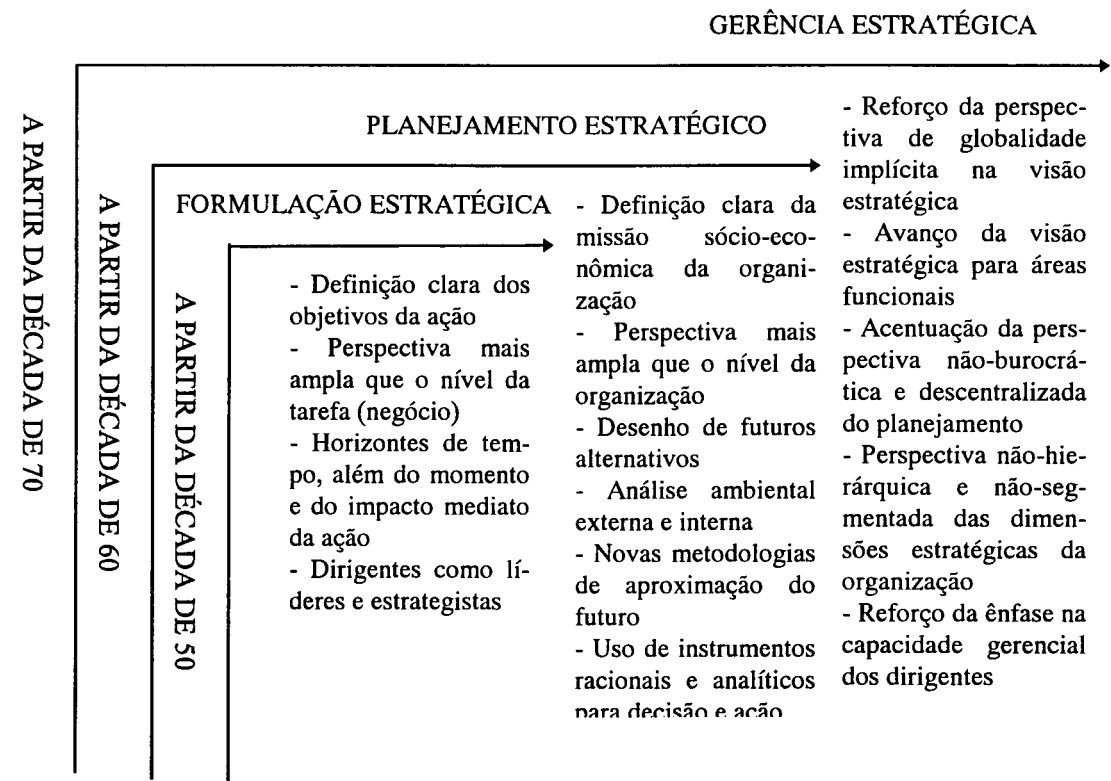 GERÊNCIA ESTRATÉGICA
A PARTIR DA DÉCADA DE 70
- Reforço da perspec-
tiva de globalidade
implícita na visão
estratégica
- Avanço da visão
estratégica para áreas
funcionais
- Acentuação da pers-
pectiva não-burocrá-
tica e descentralizada
do planejamento
- Perspectiva não-hie-
rárquica e não-seg-
mentada das dimen-
sões estratégicas da
organização
- Reforço da ênfase na
capacidade gerencial
dos dirigentes
PLANEJAMENTO ESTRATÉGICO
A PARTIR DA DÉCADA DE 60
- Definição clara da
missão sócio-eco-
nômica da organi-
zação
- Perspectiva mais
ampla que o nível da
organização
- Desenho de futuros
alternativos
- Análise ambiental
externa e interna
- Novas metodologias
de aproximação do
futuro
- Uso de instrumentos
racionais e analíticos
para decisão e ação
FORMULAÇÃO ESTRATÉGICA
A PARTIR DA DÉCADA DE 50
- Definição clara dos
objetivos da ação
- Perspectiva mais
ampla que o nível da
tarefa (negócio)
- Horizontes de tem-
po, além do momento
e do impacto mediato
da ação
- Dirigentes como lí-
deres e estrategistas